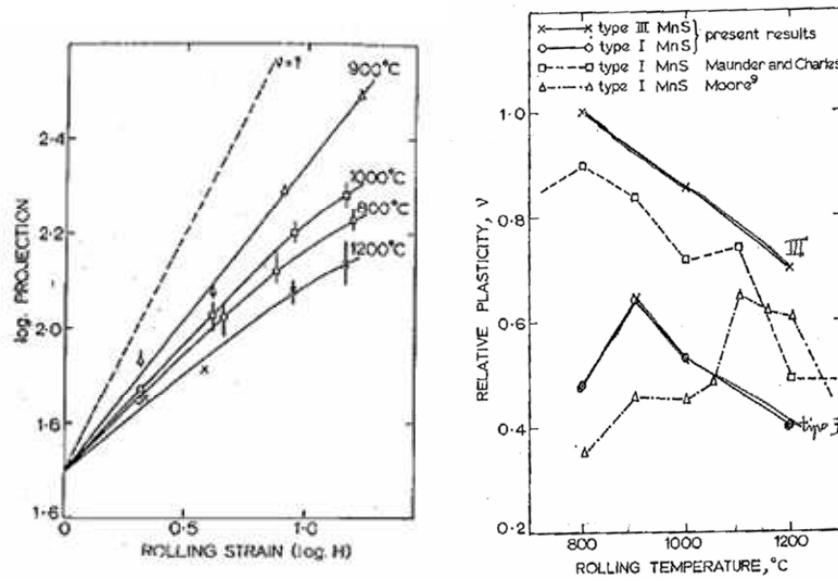 ν=1
900°C
1000°C
800°C
1200°C
2·4
2·2
2·0
1·8
1·6
0
0·5
1·0
log. PROJECTION
ROLLING STRAIN (log. H)
type III MnS } present results
type I MnS
type I MnS Maunder and Charles
type I MnS Moore⁹
1·0
0·8
0·6
0·4
0·2
800
1000
1200
III
type
RELATIVE PLASTICITY, ν
ROLLING TEMPERATURE, °C